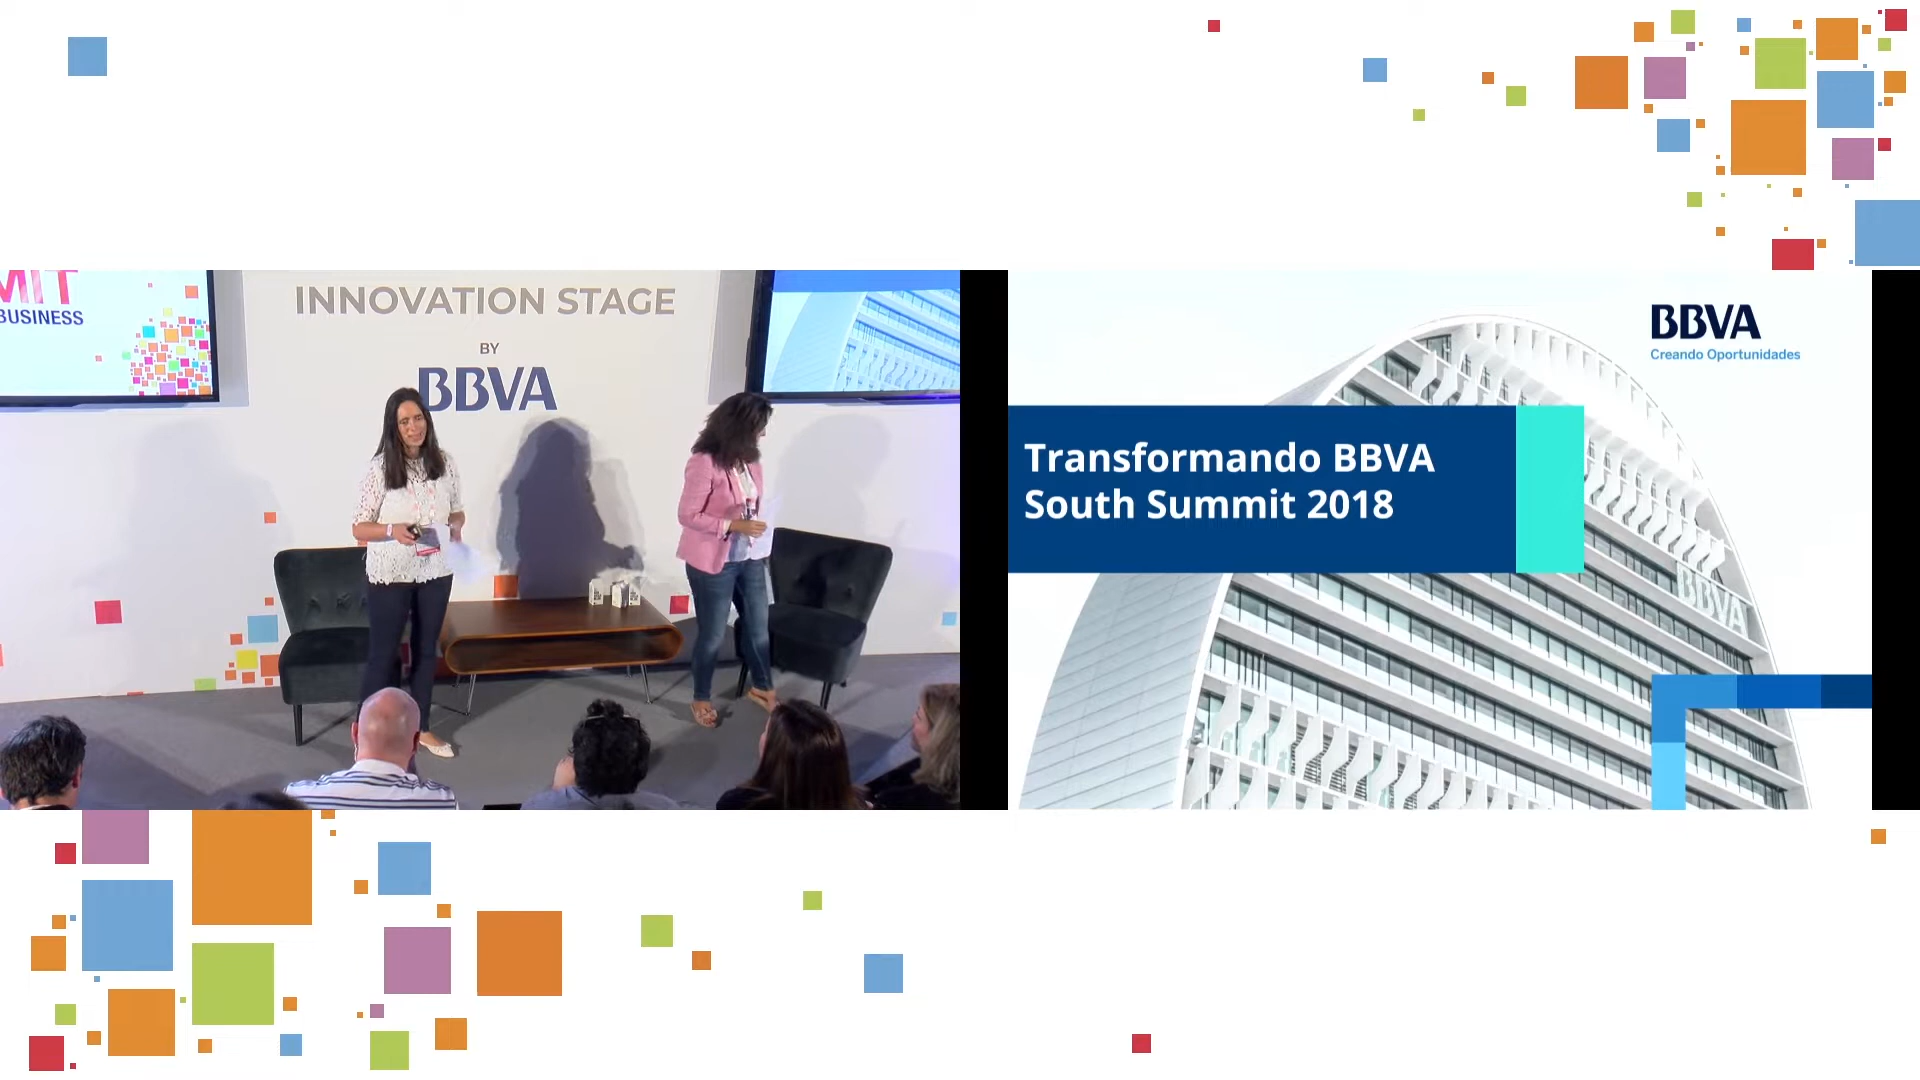 MIT
BUSINESS
INNOVATION STAGE
BY
BBVA
BBVA
Creando Oportunidades
Transformando BBVA
South Summit 2018
BBVA